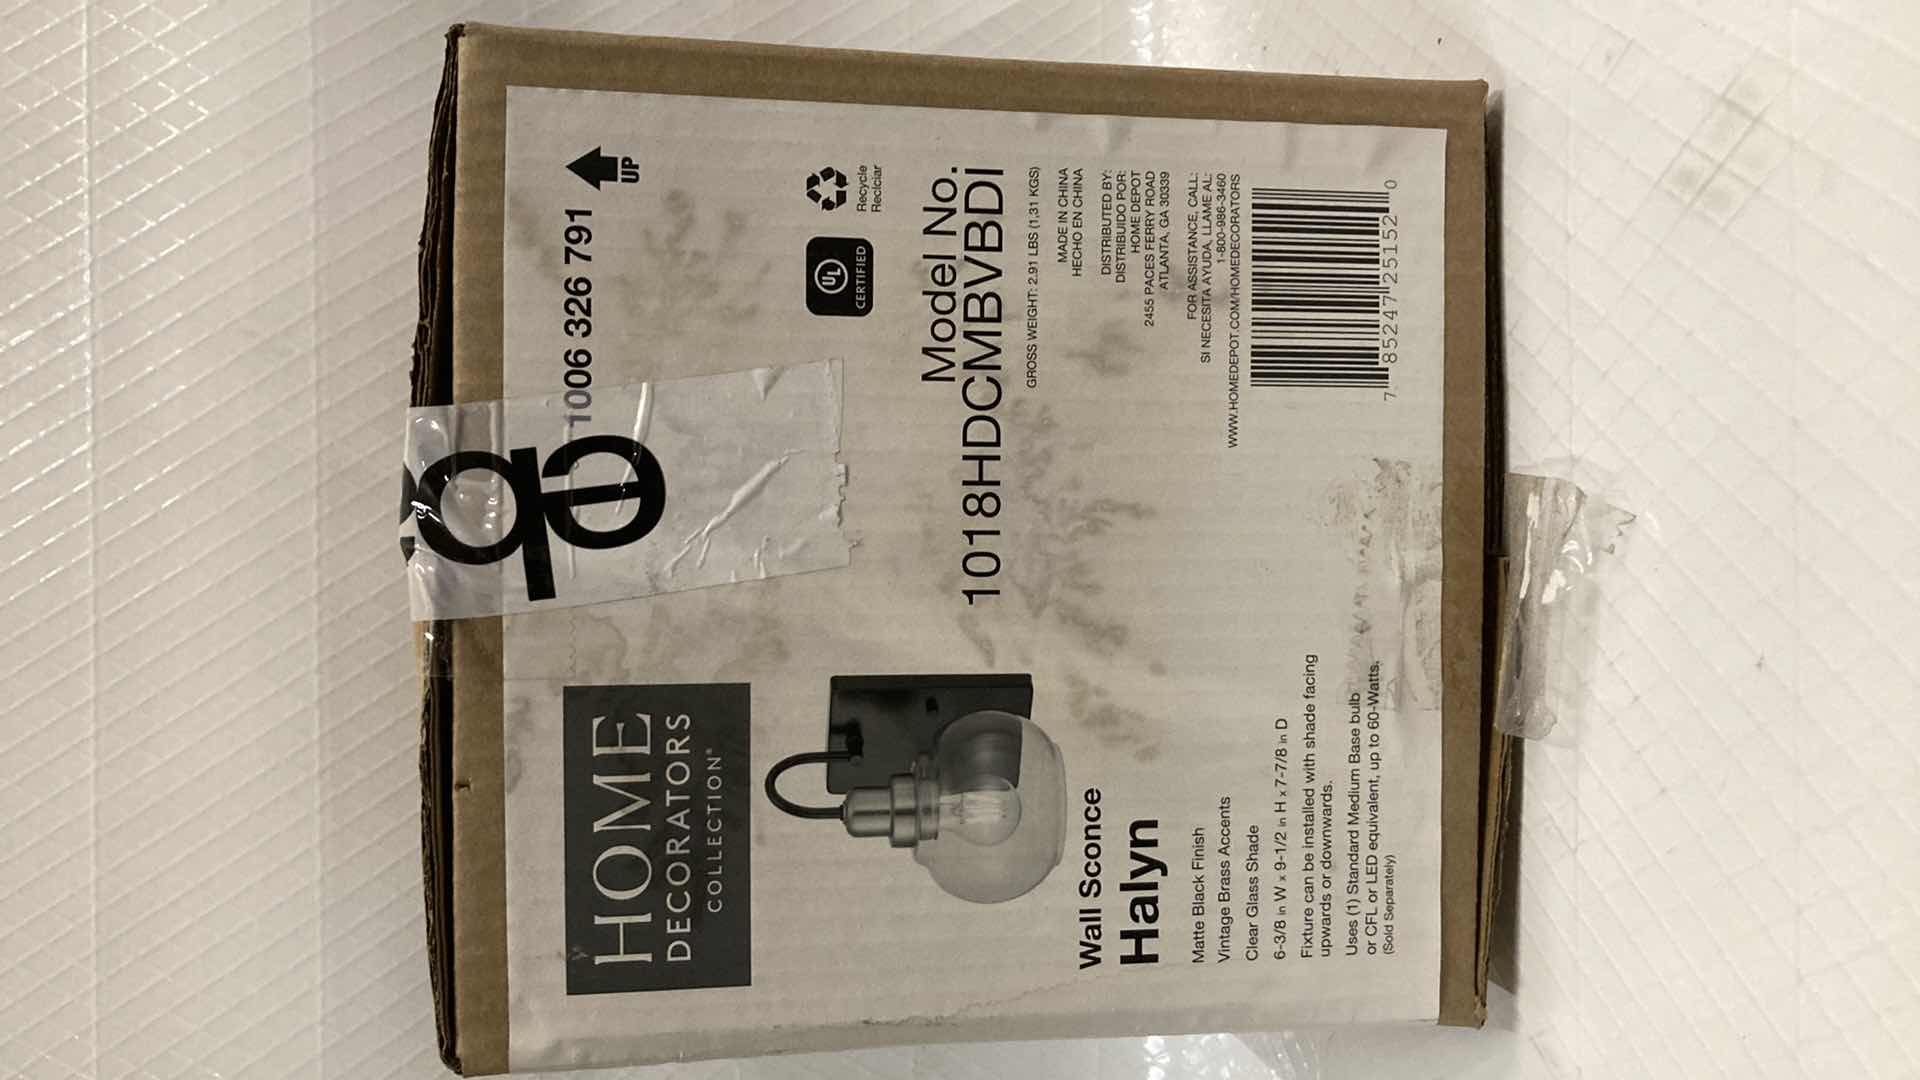 HOME
DECORATORS
COLLECTION®
1006 326 791
UP
UL
CERTIFIED
Recycle
Reciclar
Model No.
1018HDCMBVBDI
GROSS WEIGHT: 2.91 LBS (1,31 KGS)
MADE IN CHINA
HECHO EN CHINA
DISTRIBUTED BY:
DISTRIBUIDO POR:
HOME DEPOT
2455 PACES FERRY ROAD
ATLANTA, GA 30339
FOR ASSISTANCE, CALL:
SI NECESITA AYUDA, LLAME AL:
1-800-986-3460
WWW.HOMEDEPOT.COM/HOMEDECORATORS
7 85247 25152 0
Wall Sconce
Halyn
Matte Black Finish
Vintage Brass Accents
Clear Glass Shade
6-3/8 in W x 9-1/2 in H x 7-7/8 in D
Fixture can be installed with shade facing
upwards or downwards.
Uses (1) Standard Medium Base bulb
or CFL or LED equivalent, up to 60-Watts.
(Sold Separately)